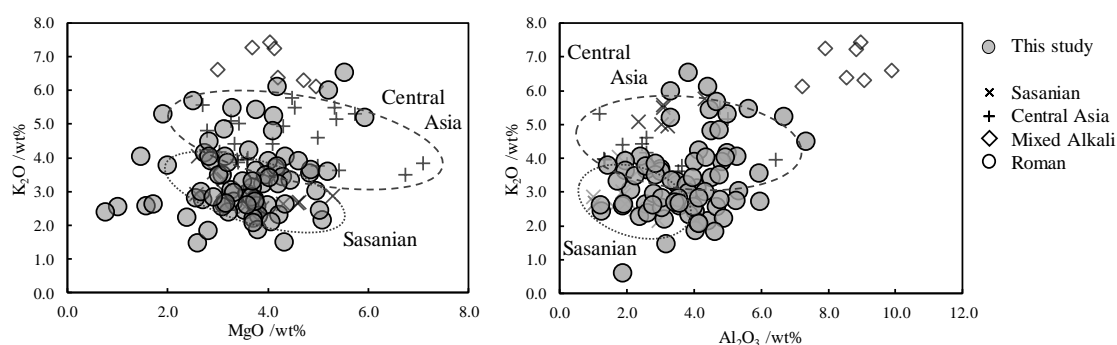 8.0
7.0
6.0
5.0
4.0
3.0
2.0
1.0
0.0
K₂O /wt%
Central
Asia
Sasanian
0.0 2.0 4.0 6.0 8.0
MgO /wt%
8.0
7.0
6.0
5.0
4.0
3.0
2.0
1.0
0.0
K₂O /wt%
Central
Asia
Sasanian
0.0 2.0 4.0 6.0 8.0 10.0 12.0
Al₂O₃ /wt%
This study
Sasanian
Central Asia
Mixed Alkali
Roman